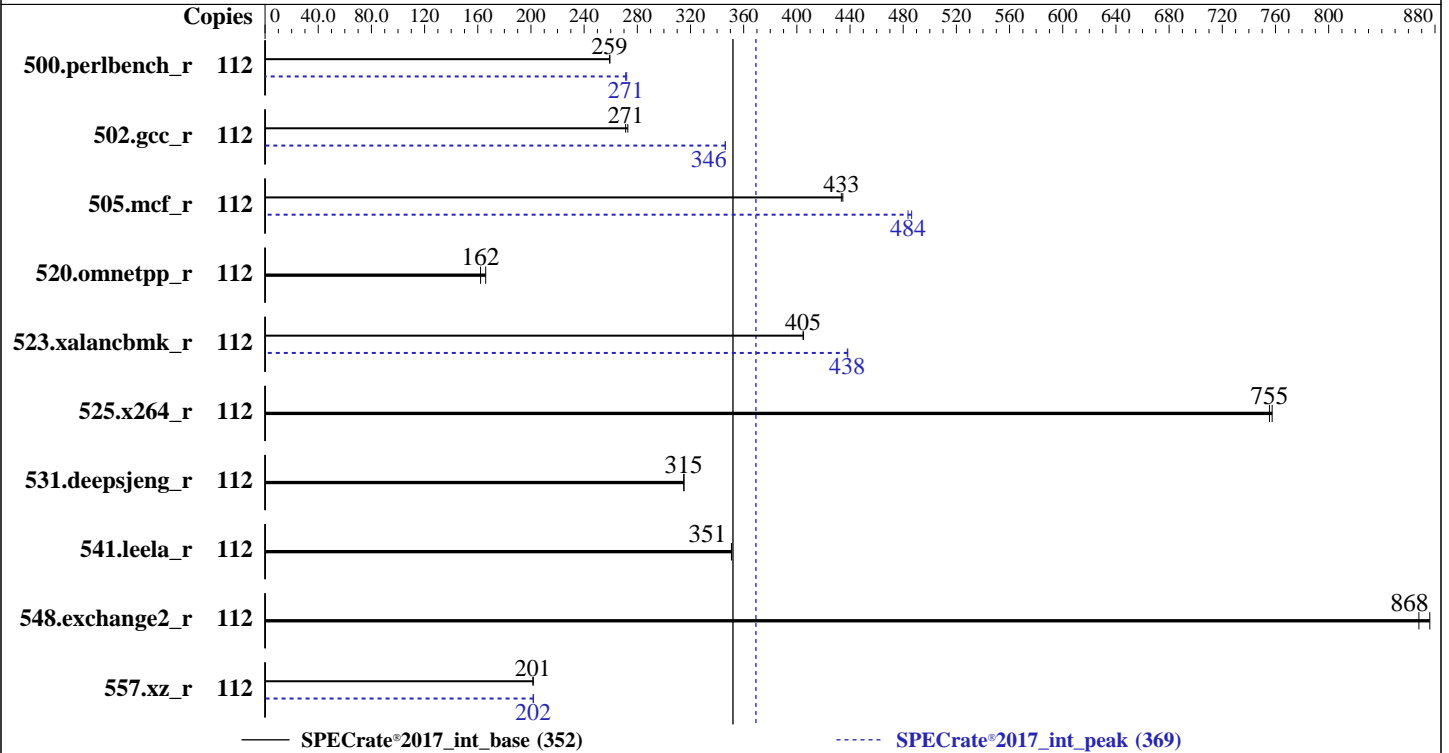 Copies 0 40.0 80.0 120 160 200 240 280 320 360 400 440 480 520 560 600 640 680 720 760 800 880
259
500.perlbench_r 112
271
271
502.gcc_r 112
346
433
505.mcf_r 112
484
162
520.omnetpp_r 112
405
523.xalancbmk_r 112
438
755
525.x264_r 112
315
531.deepsjeng_r 112
351
541.leela_r 112
868
548.exchange2_r 112
201
557.xz_r 112
202
SPECrate®2017_int_base (352) SPECrate®2017_int_peak (369)